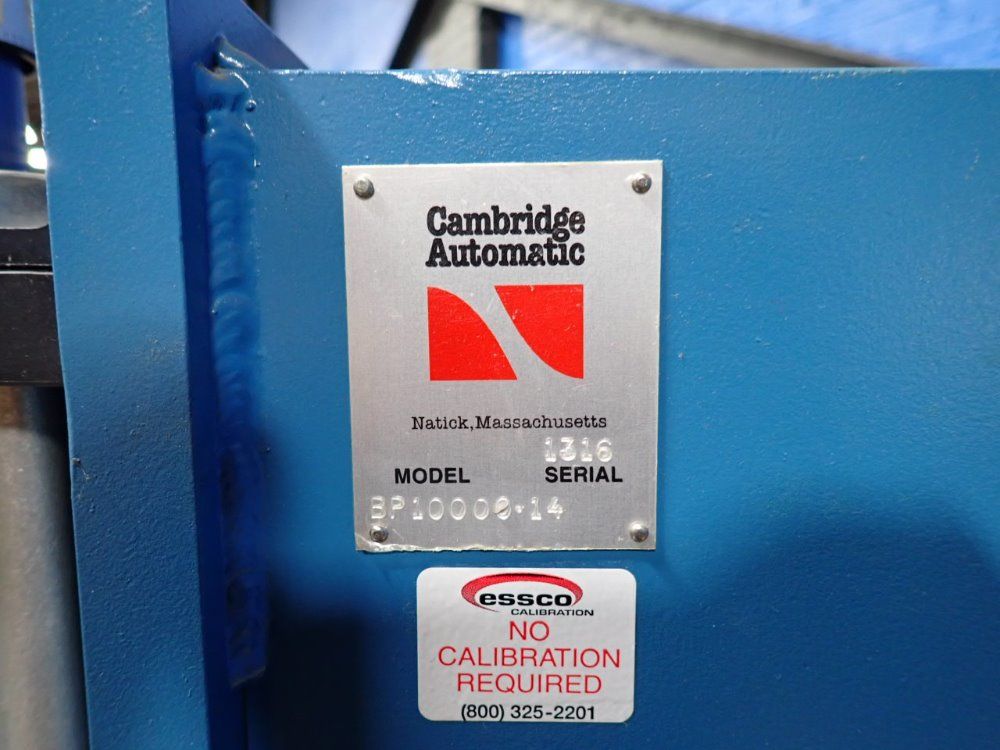 Cambridge
Automatic
Natick, Massachusetts
1316
MODEL SERIAL
BP10000·14
essco
CALIBRATION
NO
CALIBRATION
REQUIRED
(800) 325-2201